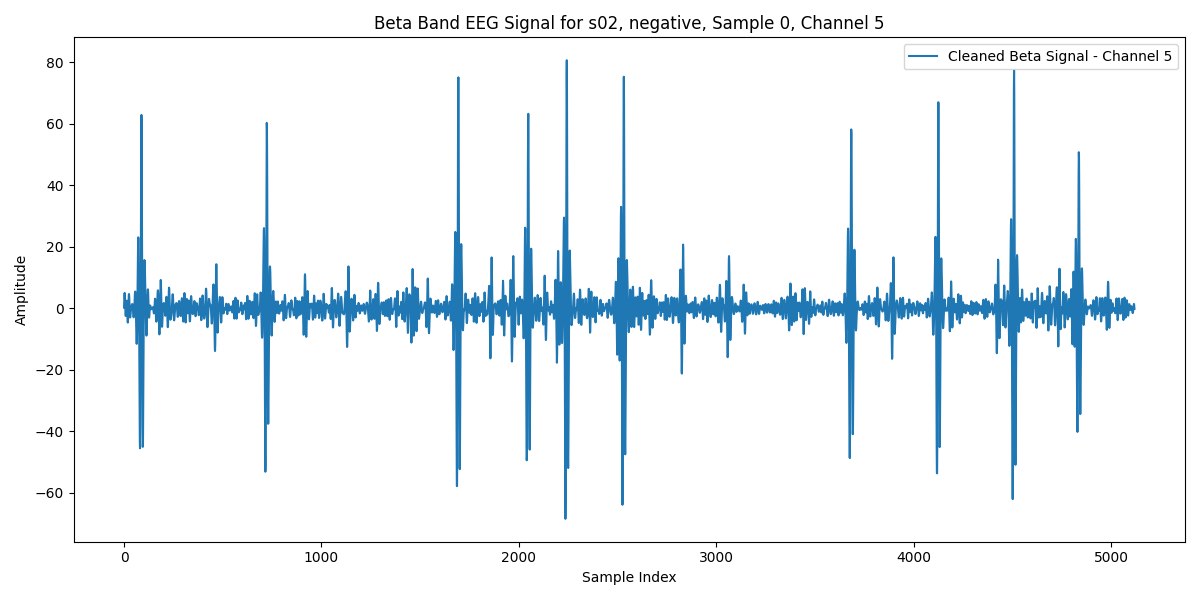 Beta Band EEG Signal for s02, negative, Sample 0, Channel 5
Cleaned Beta Signal - Channel 5
Amplitude
80
60
40
20
0
−20
−40
−60
0 1000 2000 3000 4000 5000
Sample Index